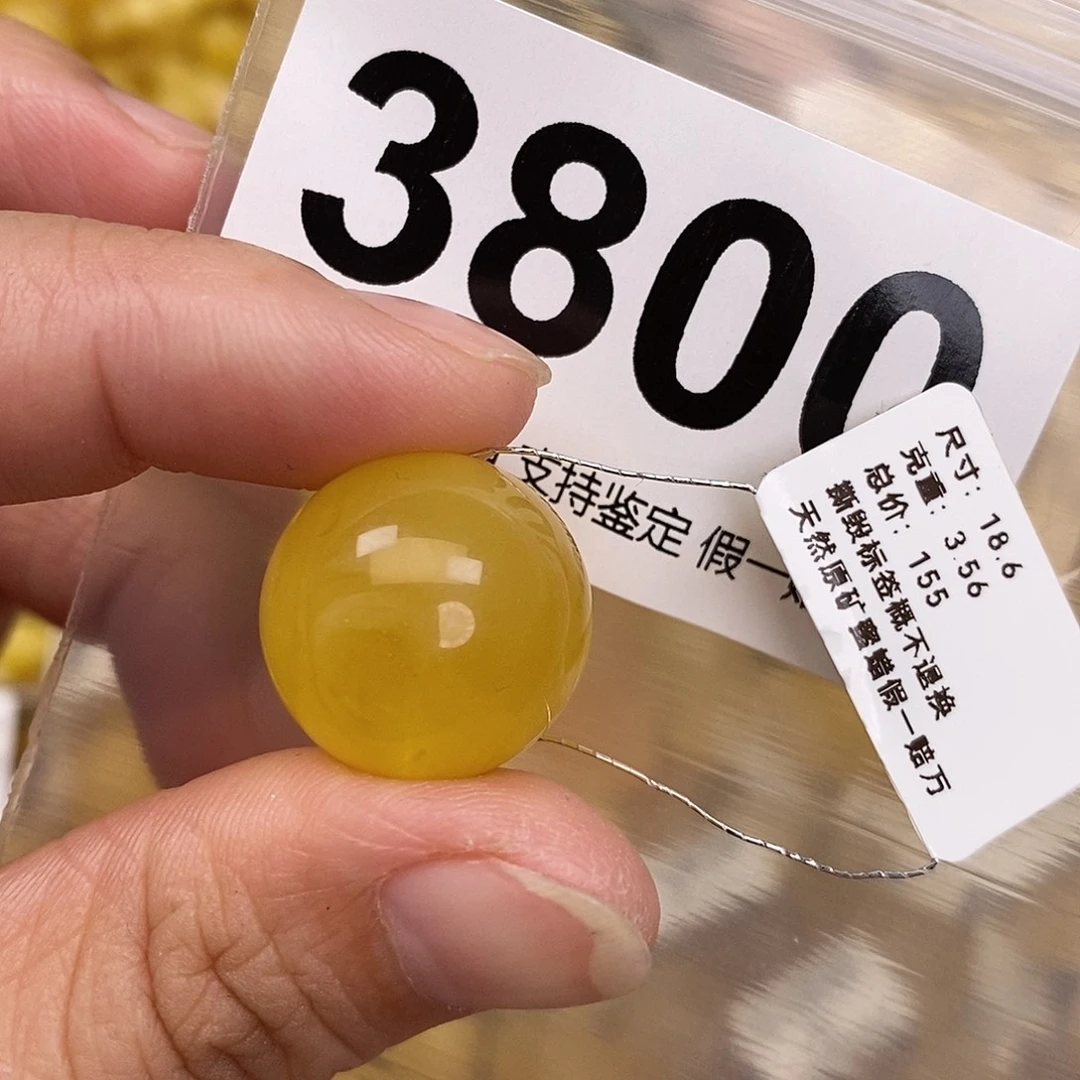 3800
支持鉴定 假一
尺寸: 18.6
克重: 3.56
总价: 155
撕毁标签概不退换
天然原矿蜜蜡假一赔万